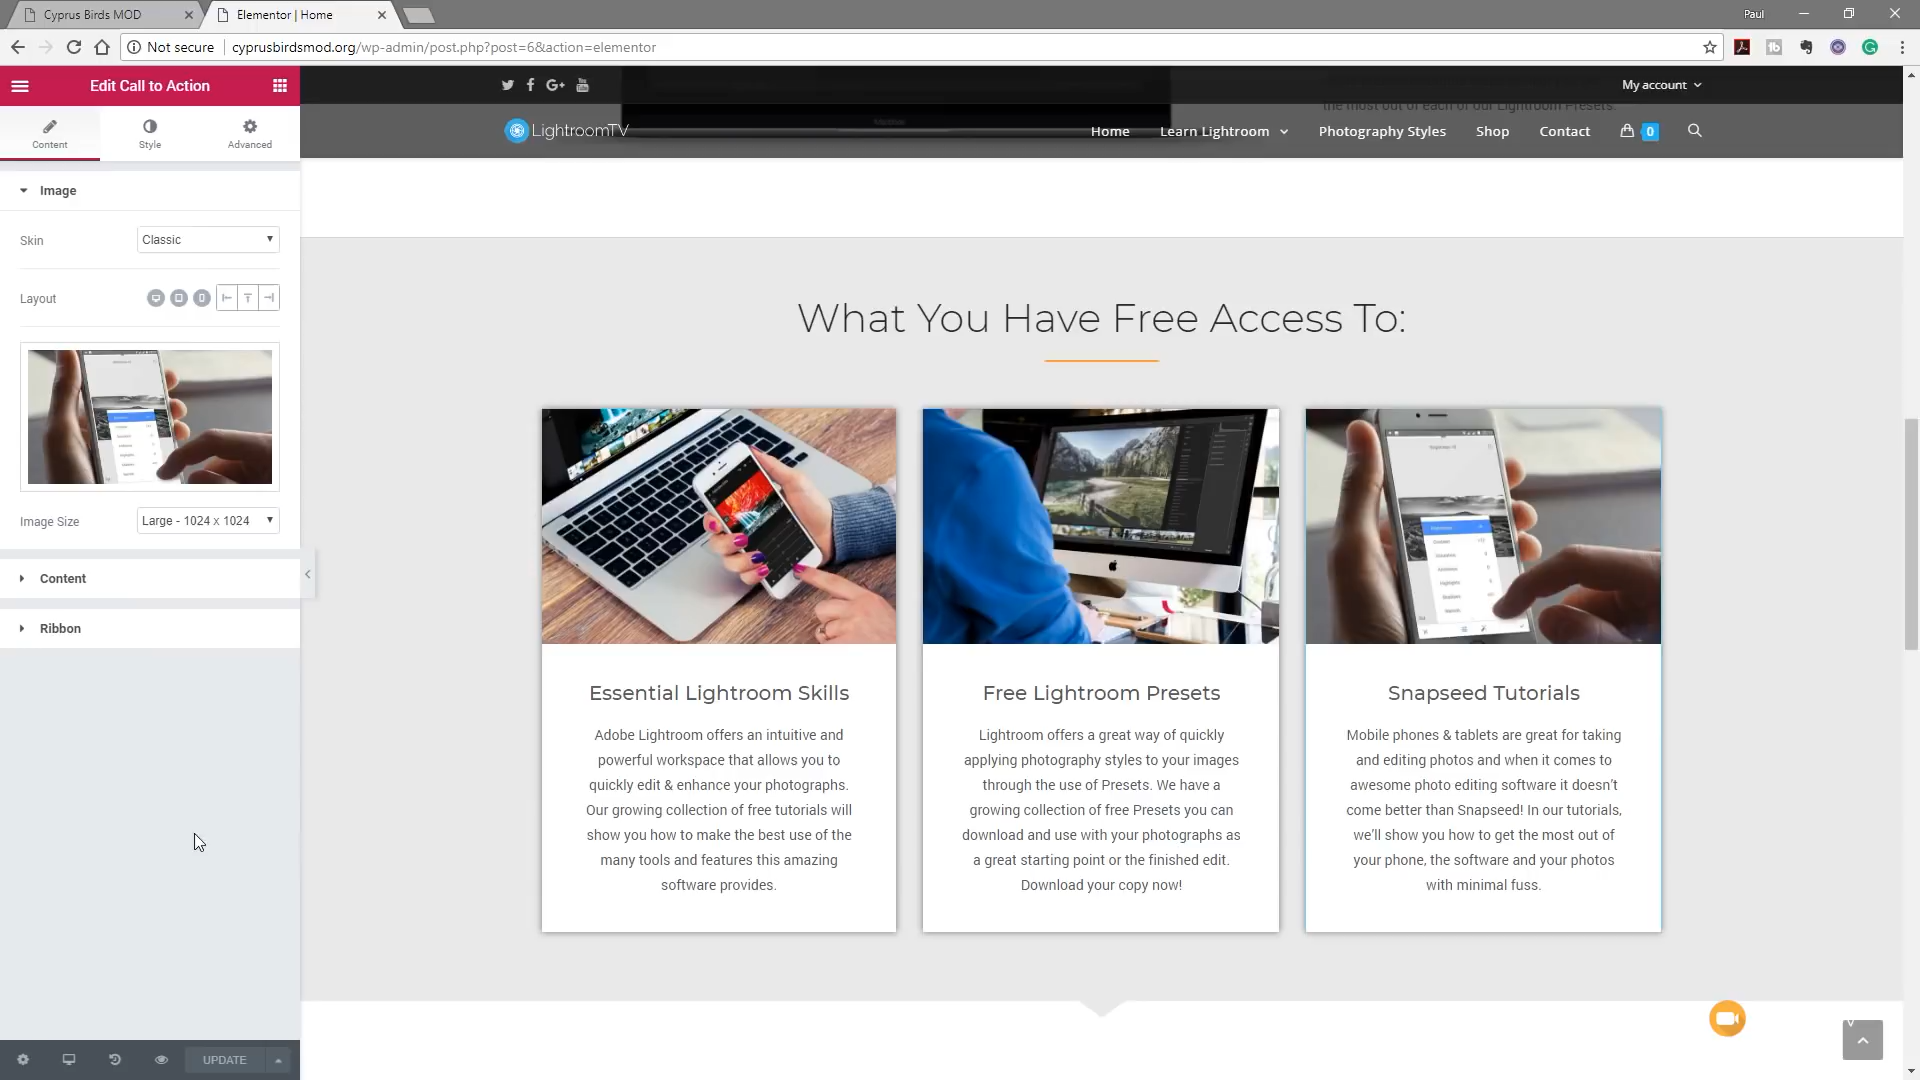 Cyprus Birds MOD
Elementor | Home
Paul
Not secure
cyprusbirdsmod.org/wp-admin/post.php?post=6&action=elementor
Edit Call to Action
My account
the most out of each of our Lightroom Presets.
LightroomTV
Home
Learn Lightroom
Photography Styles
Shop
Contact
0
Content
Style
Advanced
Image
Skin
Classic
Layout
Image Size
Large - 1024 x 1024
Content
Ribbon
What You Have Free Access To:
Essential Lightroom Skills
Adobe Lightroom offers an intuitive and
powerful workspace that allows you to
quickly edit & enhance your photographs.
Our growing collection of free tutorials will
show you how to make the best use of the
many tools and features this amazing
software provides.
Free Lightroom Presets
Lightroom offers a great way of quickly
applying photography styles to your images
through the use of Presets. We have a
growing collection of free Presets you can
download and use with your photographs as
a great starting point or the finished edit.
Download your copy now!
Snapseed Tutorials
Mobile phones & tablets are great for taking
and editing photos and when it comes to
awesome photo editing software it doesn't
come better than Snapseed! In our tutorials,
we'll show you how to get the most out of
your phone, the software and your photos
with minimal fuss.
UPDATE